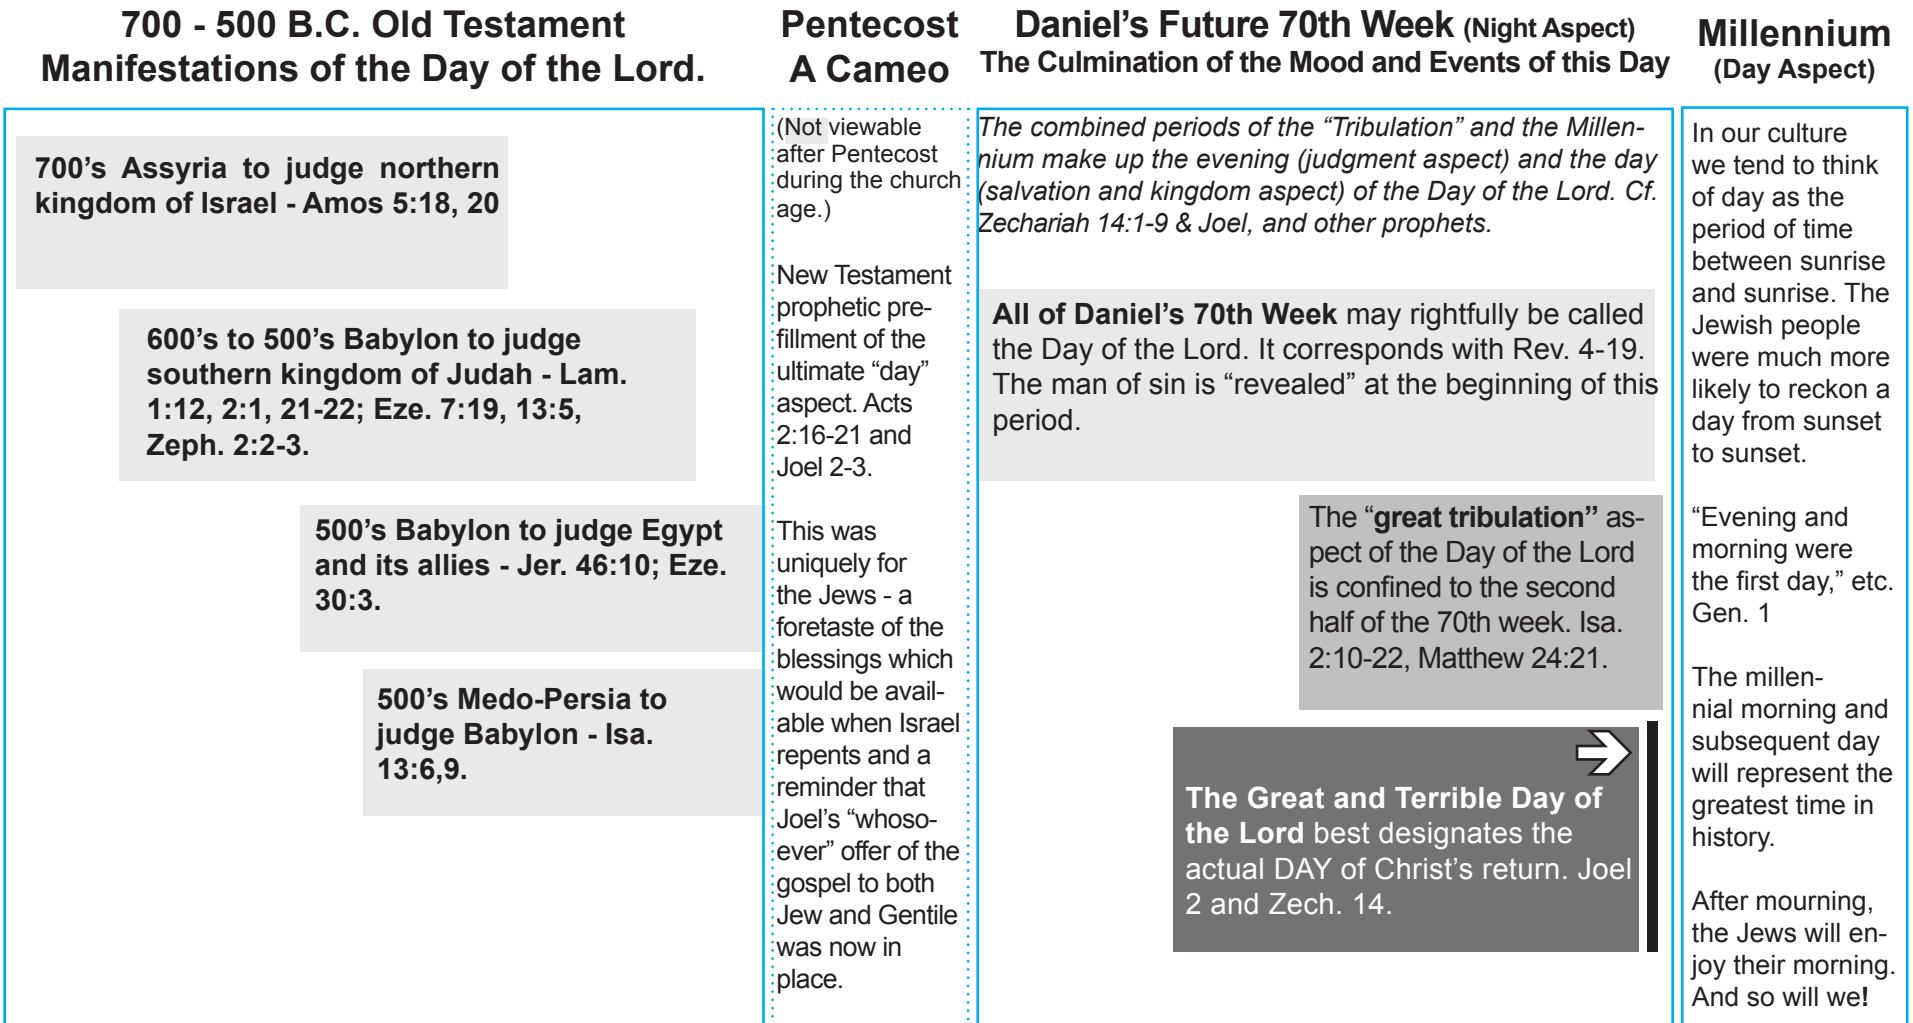 700 - 500 B.C. Old Testament
Manifestations of the Day of the Lord.
700's Assyria to judge northern
kingdom of Israel - Amos 5:18, 20
600's to 500's Babylon to judge
southern kingdom of Judah - Lam.
1:12, 2:1, 21-22; Eze. 7:19, 13:5,
Zeph. 2:2-3.
500's Babylon to judge Egypt
and its allies - Jer. 46:10; Eze.
30:3.
500's Medo-Persia to
judge Babylon - Isa.
13:6,9.
Pentecost
A Cameo
(Not viewable
after Pentecost
during the church
age.)
New Testament
prophetic pre-
fillment of the
ultimate “day”
aspect. Acts
2:16-21 and
Joel 2-3.
This was
uniquely for
the Jews - a
foretaste of the
blessings which
would be avail-
able when Israel
repents and a
reminder that
Joel’s “whoso-
ever” offer of the
gospel to both
Jew and Gentile
was now in
place.
Daniel’s Future 70th Week (Night Aspect)
The Culmination of the Mood and Events of this Day
The combined periods of the “Tribulation” and the Millen-
nium make up the evening (judgment aspect) and the day
(salvation and kingdom aspect) of the Day of the Lord. Cf.
Zechariah 14:1-9 & Joel, and other prophets.
All of Daniel’s 70th Week may rightfully be called
the Day of the Lord. It corresponds with Rev. 4-19.
The man of sin is “revealed” at the beginning of this
period.
The “great tribulation” as-
pect of the Day of the Lord
is confined to the second
half of the 70th week. Isa.
2:10-22, Matthew 24:21.
The Great and Terrible Day of
the Lord best designates the
actual DAY of Christ’s return. Joel
2 and Zech. 14.
Millennium
(Day Aspect)
In our culture
we tend to think
of day as the
period of time
between sunrise
and sunrise. The
Jewish people
were much more
likely to reckon a
day from sunset
to sunset.
“Evening and
morning were
the first day,” etc.
Gen. 1
The millen-
nial morning and
subsequent day
will represent the
greatest time in
history.
After mourning,
the Jews will en-
joy their morning.
And so will we!